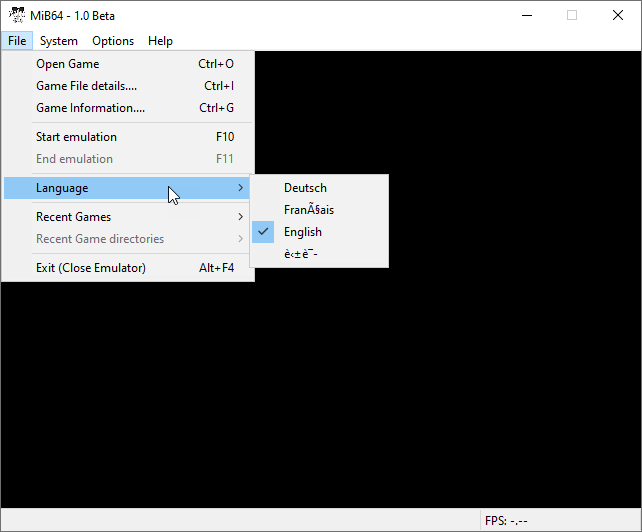 MiB64 - 1.0 Beta
File System Options Help
Open Game Ctrl+O
Game File details.... Ctrl+I
Game Information.... Ctrl+G
Start emulation F10
End emulation F11
Language
Deutsch
FranÃ§ais
English
è‹±è¯-
Recent Games
Recent Game directories
Exit (Close Emulator) Alt+F4
FPS: -.--